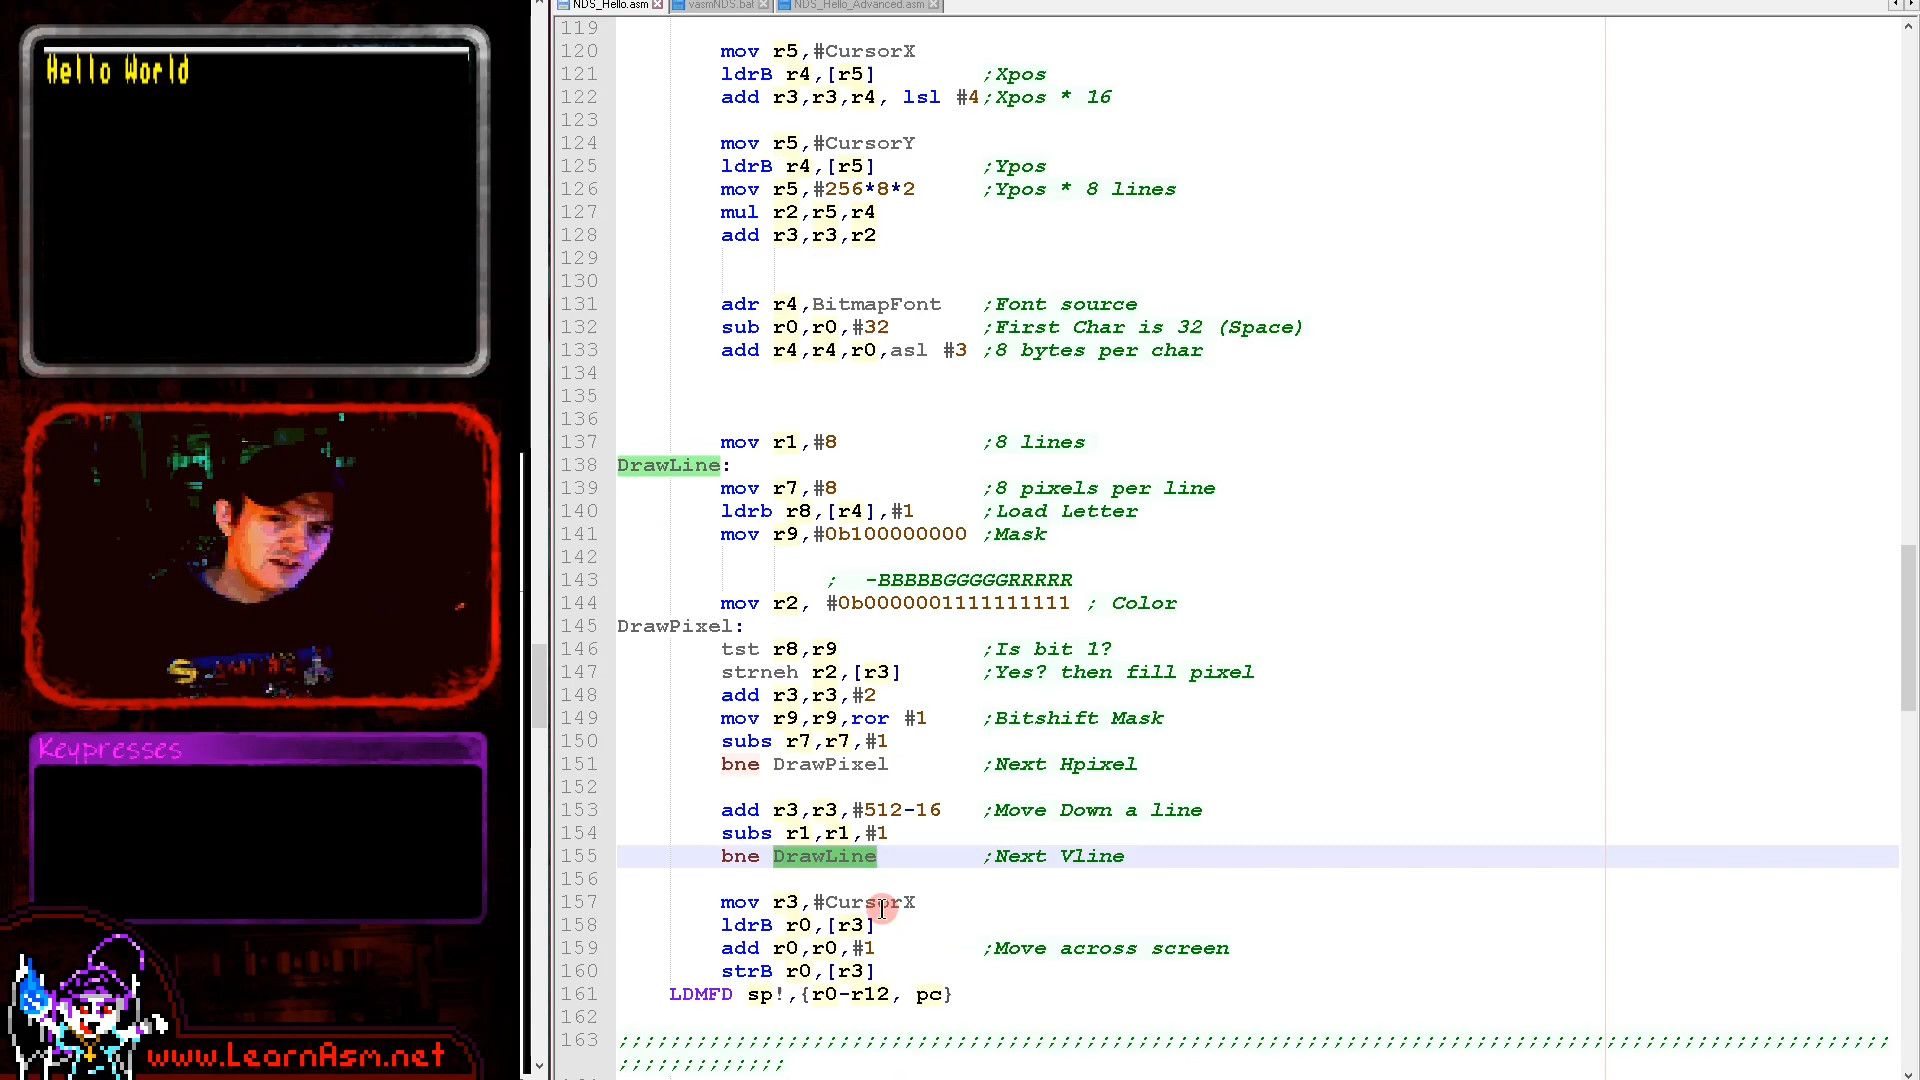 NDS_Hello.asm
vasmNDS.bat
NDS_Hello_Advanced.asm
Hello World
119
120 mov r5,#CursorX
121 ldrB r4,[r5] ;Xpos
122 add r3,r3,r4, lsl #4;Xpos * 16
123
124 mov r5,#CursorY
125 ldrB r4,[r5] ;Ypos
126 mov r5,#256*8*2 ;Ypos * 8 lines
127 mul r2,r5,r4
128 add r3,r3,r2
129
130
131 adr r4,BitmapFont ;Font source
132 sub r0,r0,#32 ;First Char is 32 (Space)
133 add r4,r4,r0,asl #3 ;8 bytes per char
134
135
136
137 mov r1,#8 ;8 lines
138 DrawLine:
139 mov r7,#8 ;8 pixels per line
140 ldrb r8,[r4],#1 ;Load Letter
141 mov r9,#0b100000000 ;Mask
142
143 ; -BBBBBGGGGGRRRRR
144 mov r2, #0b0000001111111111 ; Color
145 DrawPixel:
146 tst r8,r9 ;Is bit 1?
147 strneh r2,[r3] ;Yes? then fill pixel
148 add r3,r3,#2
149 mov r9,r9,ror #1 ;Bitshift Mask
150 subs r7,r7,#1
151 bne DrawPixel ;Next Hpixel
152
153 add r3,r3,#512-16 ;Move Down a line
154 subs r1,r1,#1
155 bne DrawLine ;Next Vline
156
157 mov r3,#CursorX
158 ldrB r0,[r3]
159 add r0,r0,#1 ;Move across screen
160 strB r0,[r3]
161 LDMFD sp!,{r0-r12, pc}
162
163 ;;;;;;;;;;;;;;;;;;;;;;;;;;;;;;;;;;;;;;;;;;;;;;;;;;;;;;;;;;;;;;;;;;;;;;;;;;;;;;;;;;;;;;;;;;;;;;;;;;
;;;;;;;;;;;;;
Keypresses
www.LearnAsm.net